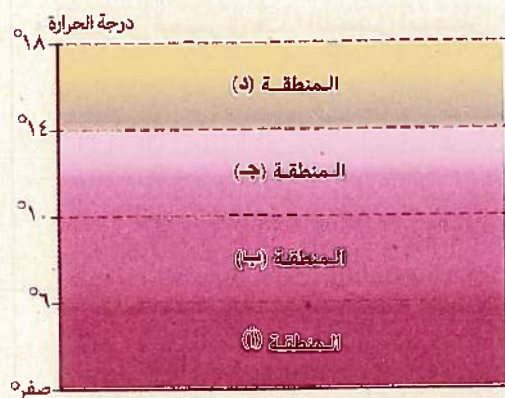 درجة الحرارة
١٨°
المنطقة (د)
١٤°
المنطقة (جـ)
١٠°
المنطقة (ب)
٦°
المنطقة (أ)
صفر°